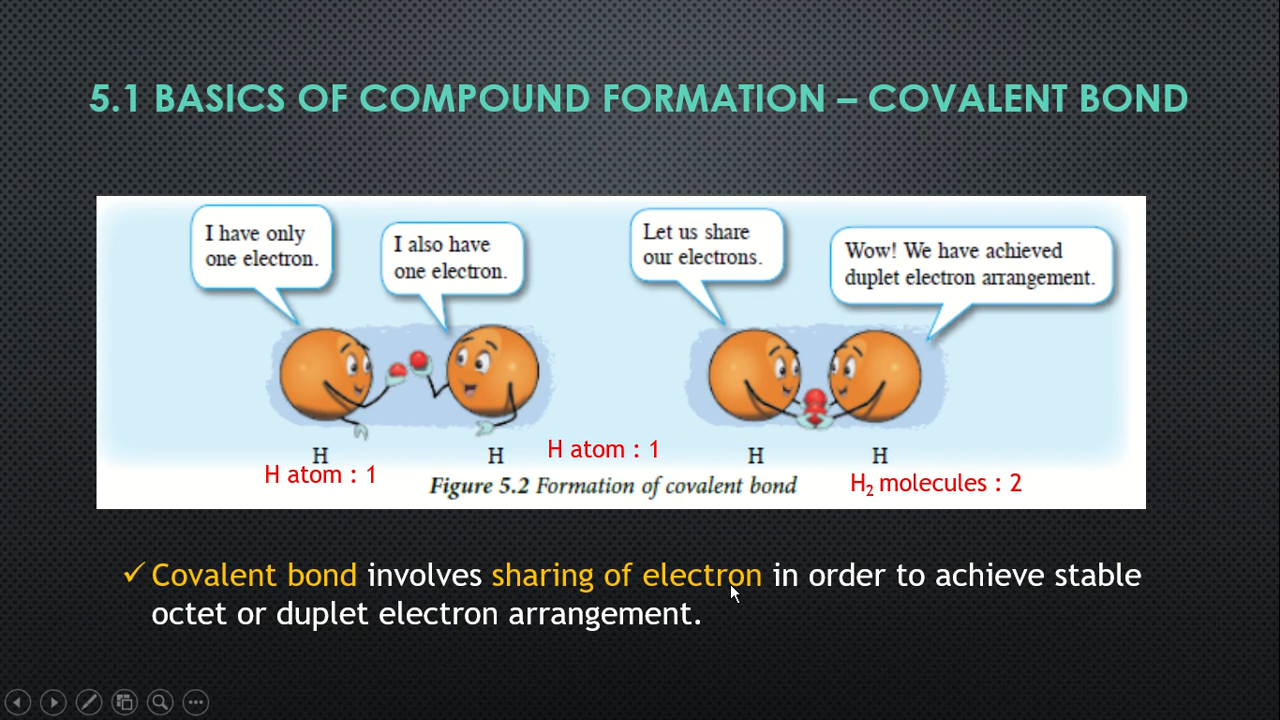 5.1 BASICS OF COMPOUND FORMATION – COVALENT BOND
I have only
one electron.
I also have
one electron.
Let us share
our electrons.
Wow! We have achieved
duplet electron arrangement.
H
H
H
H
H atom : 1
H atom : 1
H₂ molecules : 2
Figure 5.2 Formation of covalent bond
✓ Covalent bond involves sharing of electron in order to achieve stable
octet or duplet electron arrangement.